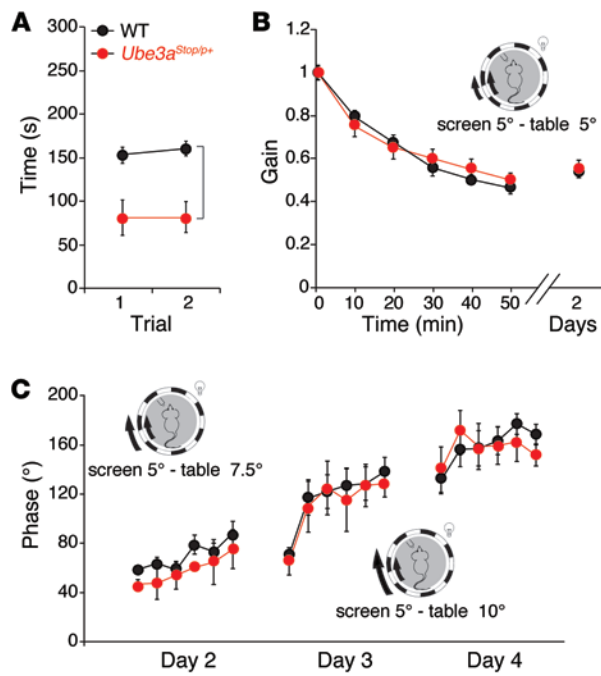 A
WT
Ube3a^Stop/p+
Time (s)
300
250
200
150
100
50
0
1 2
Trial
B
screen 5° - table 5°
Gain
1.2
1
0.8
0.6
0.4
0.2
0
0 10 20 30 40 50 2
Time (min) Days
C
screen 5° - table 7.5°
Phase (°)
200
160
120
80
40
0
screen 5° - table 10°
Day 2 Day 3 Day 4